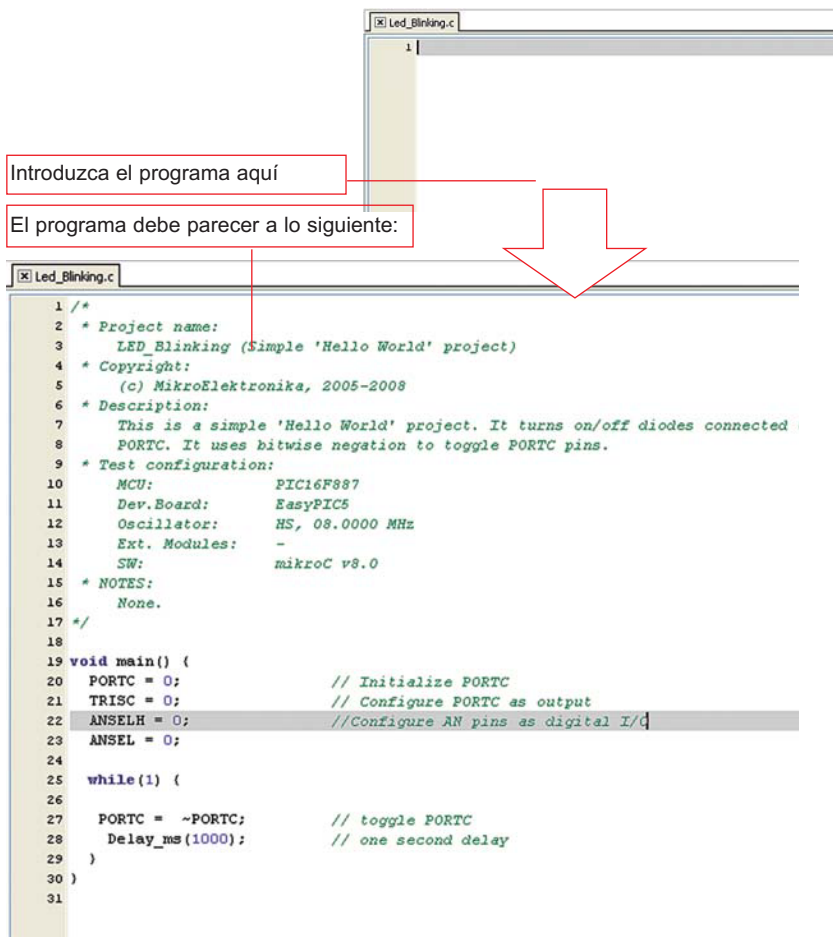 Led_Blinking.c
1
Introduzca el programa aquí
El programa debe parecer a lo siguiente:
Led_Blinking.c
1 /*
2 * Project name:
3 LED_Blinking (Simple 'Hello World' project)
4 * Copyright:
5 (c) MikroElektronika, 2005-2008
6 * Description:
7 This is a simple 'Hello World' project. It turns on/off diodes connected
8 PORTC. It uses bitwise negation to toggle PORTC pins.
9 * Test configuration:
10 MCU: PIC16F887
11 Dev.Board: EasyPIC5
12 Oscillator: HS, 08.0000 MHz
13 Ext. Modules: -
14 SW: mikroC v8.0
15 * NOTES:
16 None.
17 */
18
19 void main() {
20 PORTC = 0; // Initialize PORTC
21 TRISC = 0; // Configure PORTC as output
22 ANSELH = 0; //Configure AN pins as digital I/O
23 ANSEL = 0;
24
25 while(1) {
26
27 PORTC = ~PORTC; // toggle PORTC
28 Delay_ms(1000); // one second delay
29 }
30 }
31